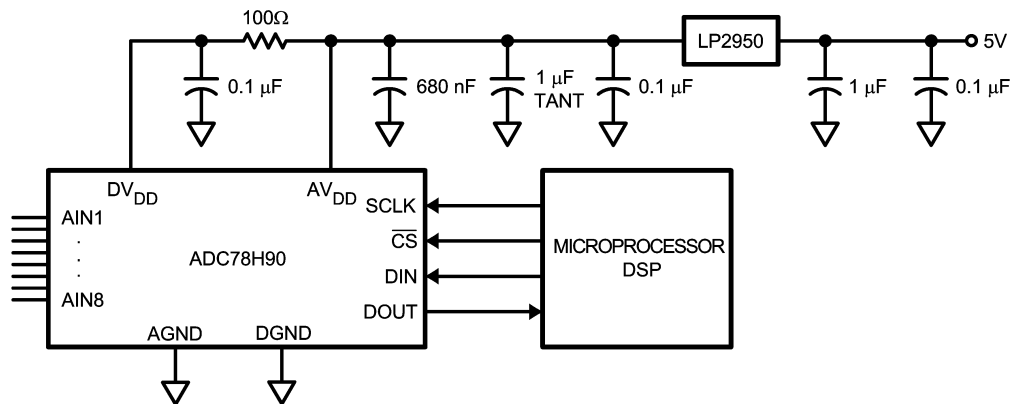 100Ω
LP2950
5V
0.1 µF
680 nF
1 µF
TANT
0.1 µF
1 µF
0.1 µF
DVDD
AVDD
AIN1
.
.
.
AIN8
ADC78H90
SCLK
CS
DIN
DOUT
AGND
DGND
MICROPROCESSOR
DSP